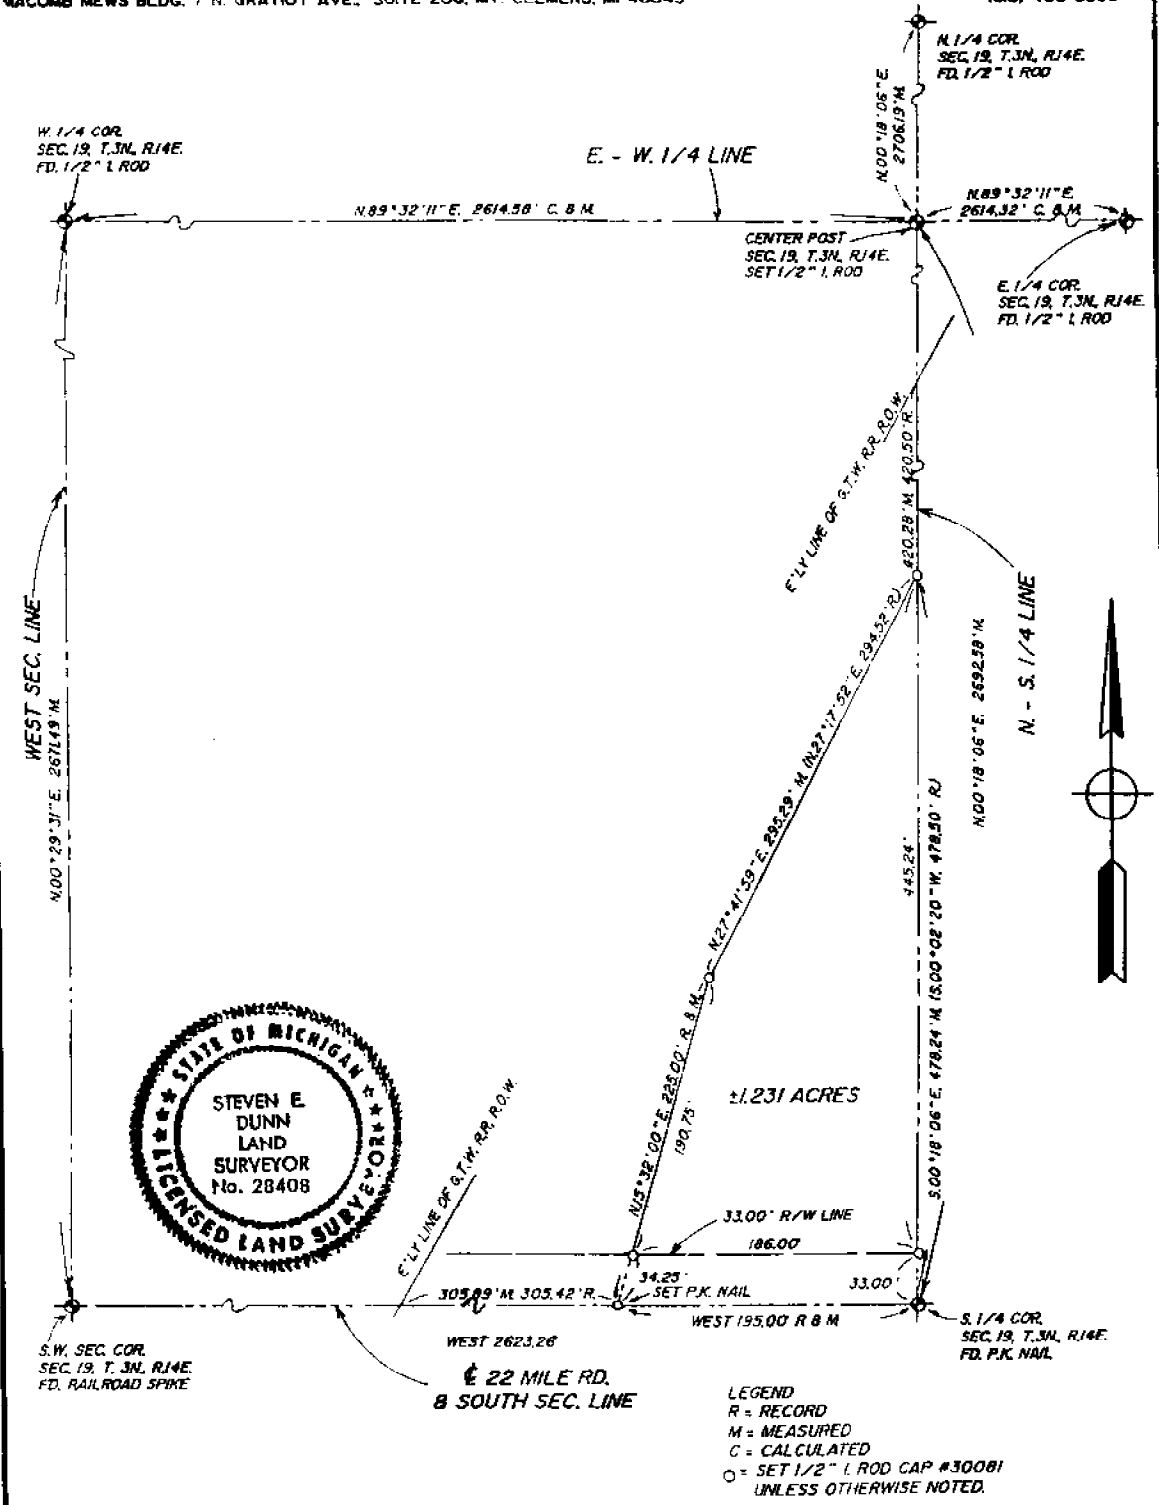 MACOMB MEWS BLDG. 7 N. GRATIOT AVE., SUITE 200, MT. CLEMENS, MI 48043
N. 1/4 COR.
SEC. 19, T.3N., R.14E.
FD. 1/2" I. ROD
N.00°18'06"E.
2706.19' M.
W. 1/4 COR.
SEC. 19, T.3N., R.14E.
FD. 1/2" I. ROD
E. - W. 1/4 LINE
N.89°32'11"E. 2614.58' C. & M.
N.89°32'11"E.
2614.32' C. & M.
CENTER POST
SEC. 19, T.3N., R.14E.
SET 1/2" I. ROD
E. 1/4 COR.
SEC. 19, T.3N., R.14E.
FD. 1/2" I. ROD
E'LY LINE OF G.T.W. R.R. R.O.W.
420.28' M. 420.50' R.
WEST SEC. LINE
N.00°29'31"E. 2671.49' M.
N. - S. 1/4 LINE
N.00°18'06"E. 2692.58' M.
N.27°41'59"E. 295.29' M. (N.27°17'52"E. 294.52' R.)
445.24'
S.00°18'06"E. 478.24' M. (S.00°02'20"W. 478.50' R.)
N.15°32'00"E. 225.00' R. & M.
190.75'
±1.231 ACRES
STATE OF MICHIGAN
STEVEN E.
DUNN
LAND
SURVEYOR
No. 28408
LICENSED LAND SURVEYOR
E'LY LINE OF G.T.W. R.R. R.O.W.
33.00' R/W LINE
186.00'
34.25'
SET P.K. NAIL
33.00'
305.89' M. 305.42' R.
WEST 195.00' R & M
WEST 2623.26'
S.W. SEC. COR.
SEC. 19, T. 3N., R.14E.
FD. RAILROAD SPIKE
S. 1/4 COR.
SEC. 19, T.3N., R.14E.
FD. P.K. NAIL
℄ 22 MILE RD.
& SOUTH SEC. LINE
LEGEND
R = RECORD
M = MEASURED
C = CALCULATED
○ = SET 1/2" I. ROD CAP #30081
UNLESS OTHERWISE NOTED.